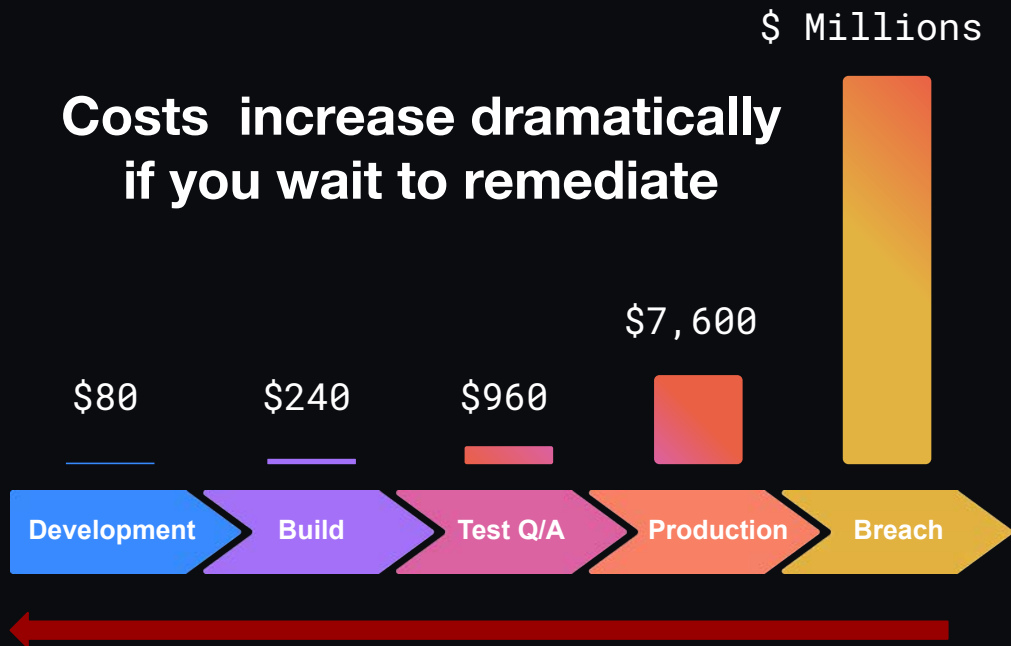 $ Millions
Costs increase dramatically
if you wait to remediate
$7,600
$80
$240
$960
Development
Build
Test Q/A
Production
Breach